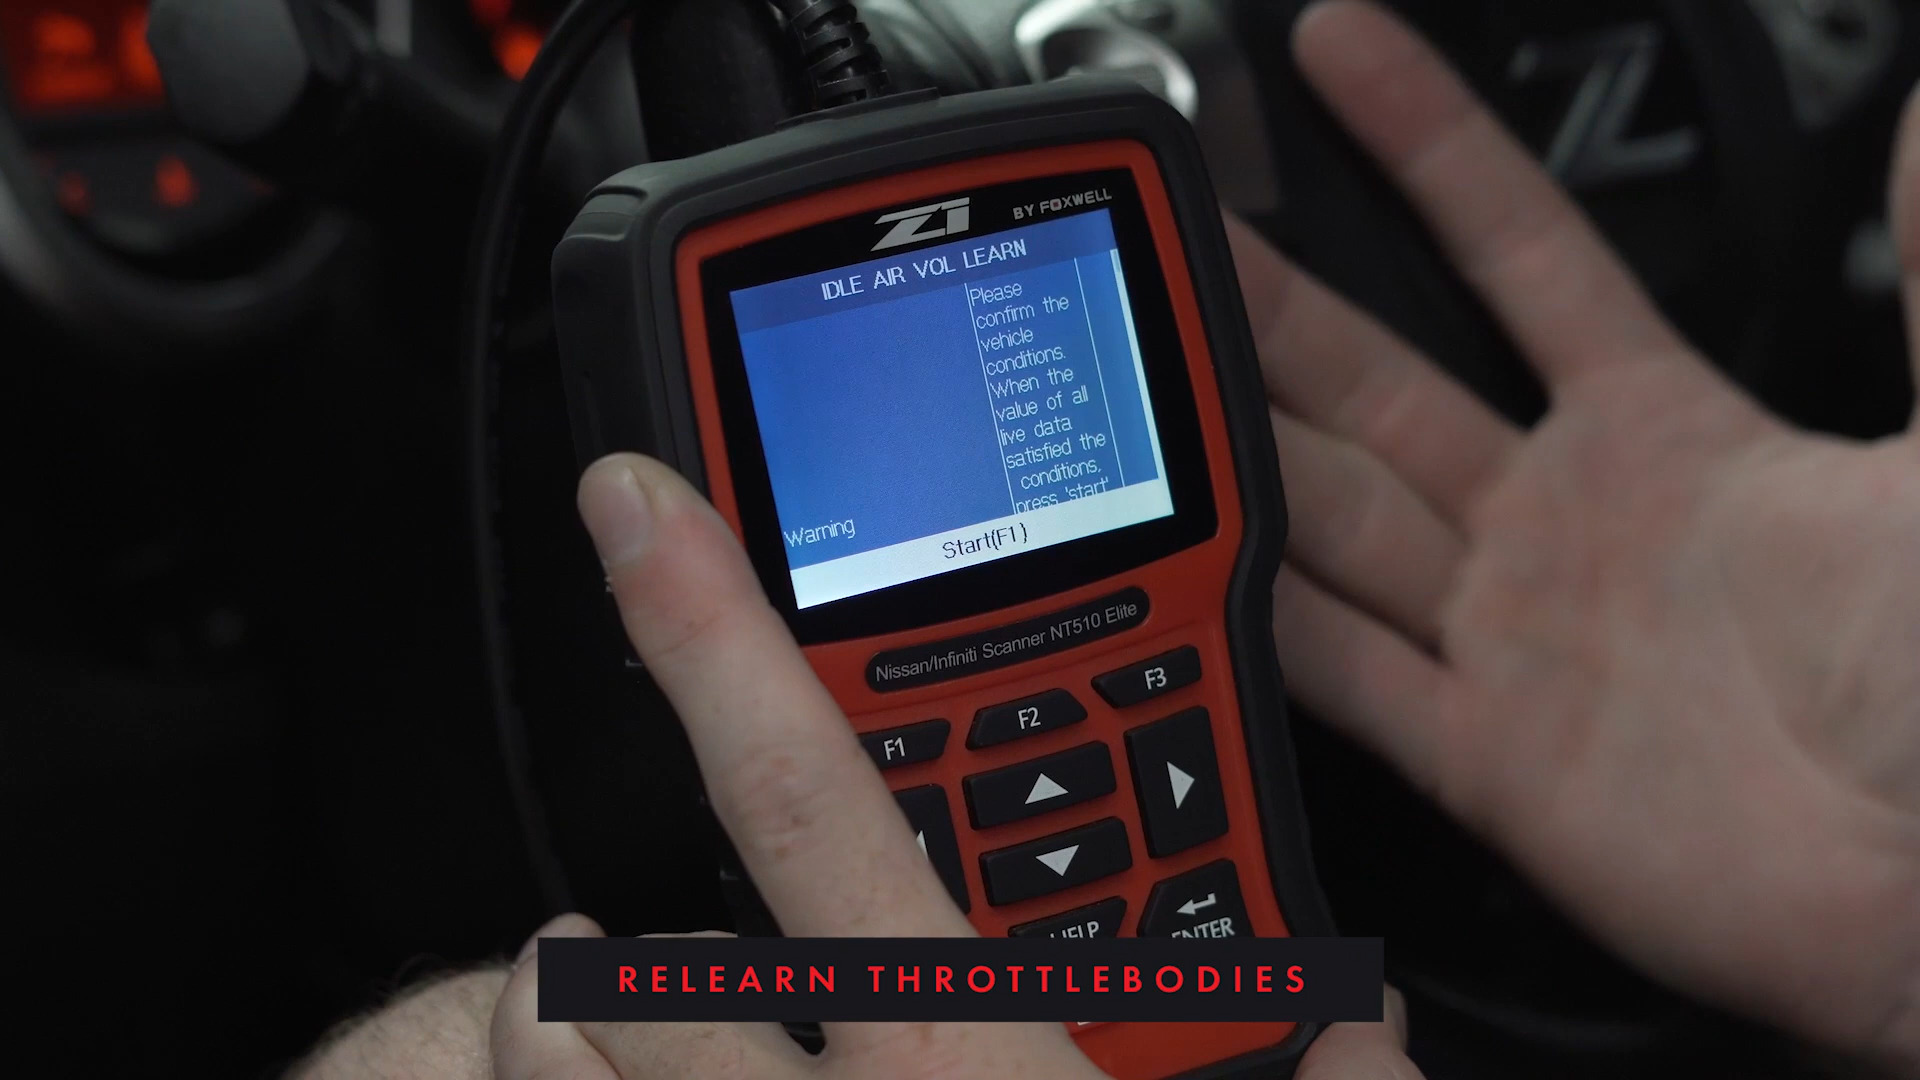 Z1 BY FOXWELL
IDLE AIR VOL LEARN
Please
confirm the
vehicle
conditions.
When the
value of all
live data
satisfied the
conditions,
press 'start'
Warning
Start(F1)
Nissan/Infiniti Scanner NT510 Elite
F1 F2 F3
HELP
ENTER
RELEARN THROTTLEBODIES
Z